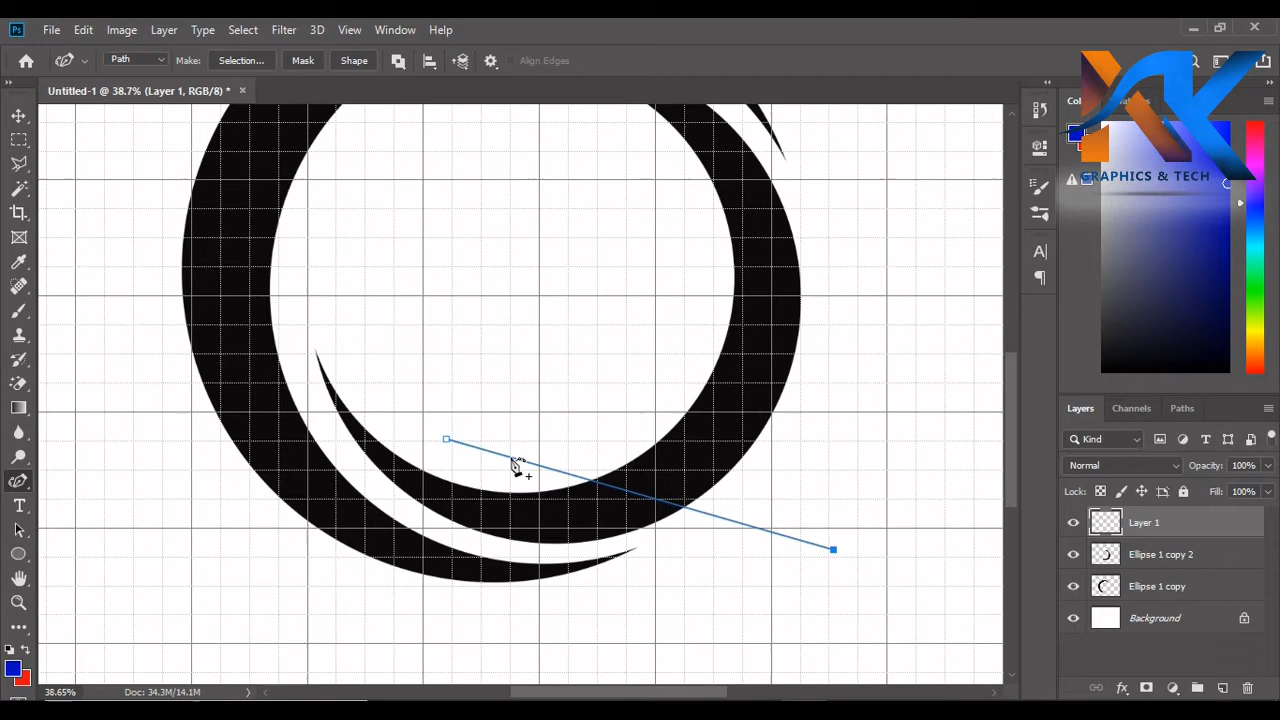 Ps File Edit Image Layer Type Select Filter 3D View Window Help
Path Make: Selection... Mask Shape Align Edges
Untitled-1 @ 38.7% (Layer 1, RGB/8) *
AK
GRAPHICS & TECH
Layers Channels Paths
Kind
Normal Opacity: 100%
Lock: Fill: 100%
Layer 1
Ellipse 1 copy 2
Ellipse 1 copy
Background
38.65% Doc: 34.3M/14.1M